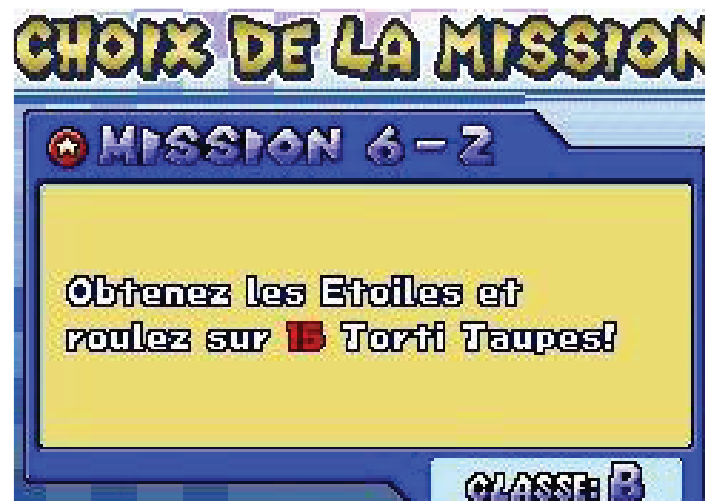 CHOIX DE LA MISSION
MISSION 6-2
Obtenez les Etoiles et
roulez sur 15 Torti Taupes!
CLASSE: B